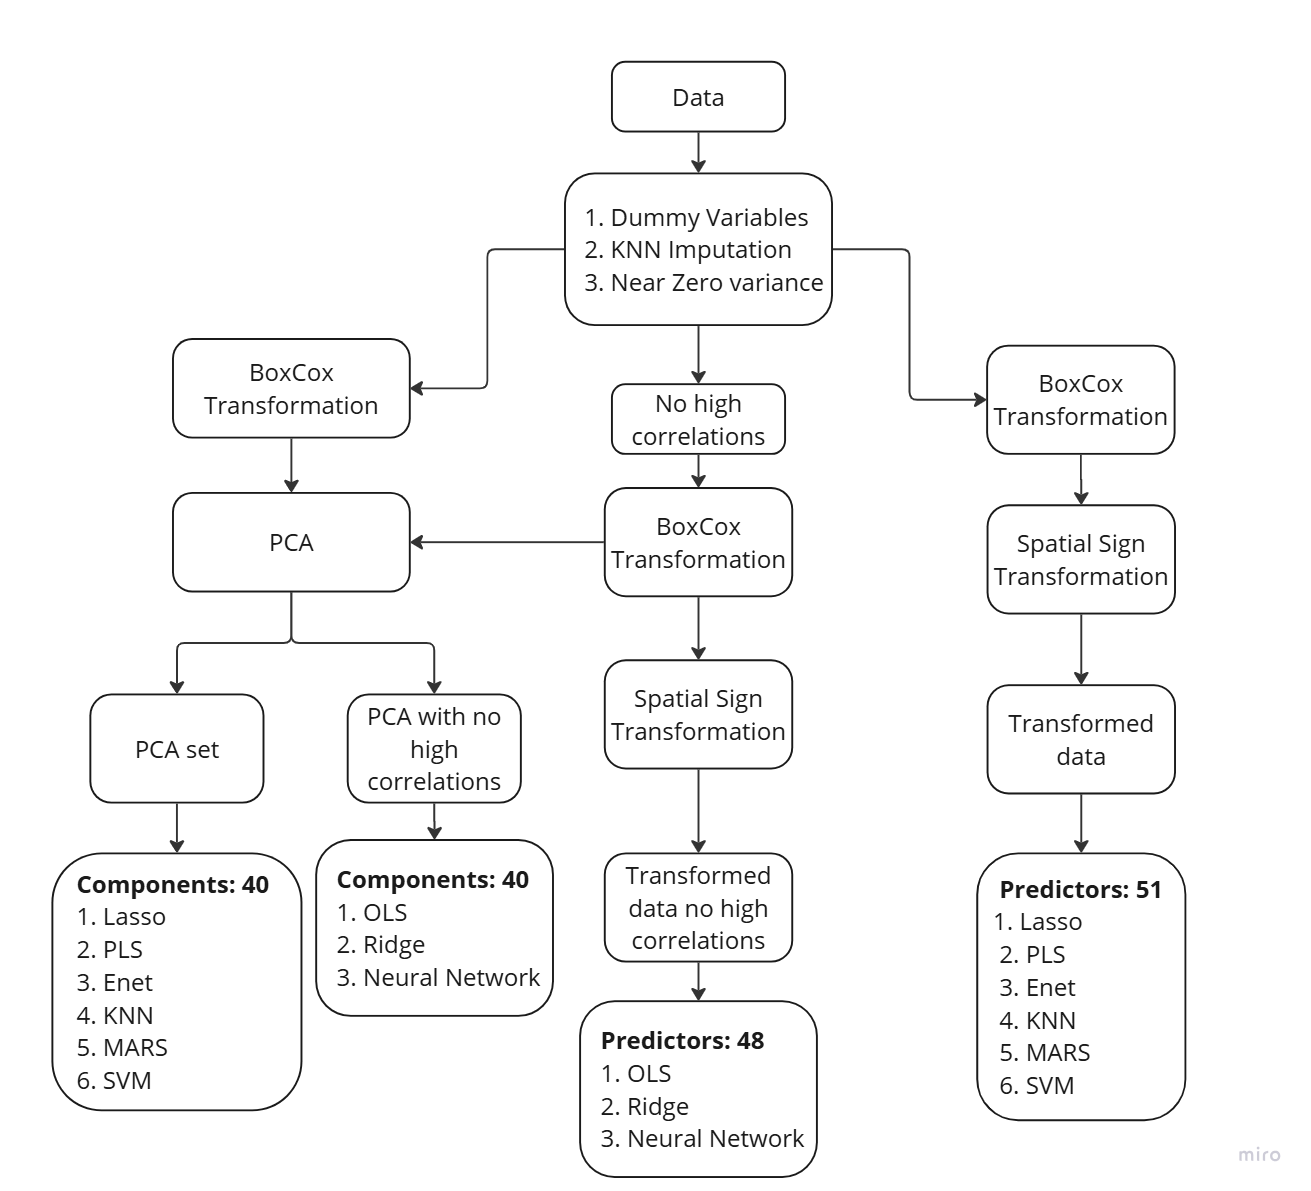 Data
1. Dummy Variables
2. KNN Imputation
3. Near Zero variance
BoxCox
Transformation
No high
correlations
BoxCox
Transformation
PCA
BoxCox
Transformation
Spatial Sign
Transformation
PCA set
PCA with no
high
correlations
Spatial Sign
Transformation
Transformed
data
Components: 40
1. Lasso
2. PLS
3. Enet
4. KNN
5. MARS
6. SVM
Components: 40
1. OLS
2. Ridge
3. Neural Network
Transformed
data no high
correlations
Predictors: 48
1. OLS
2. Ridge
3. Neural Network
Predictors: 51
1. Lasso
2. PLS
3. Enet
4. KNN
5. MARS
6. SVM
miro